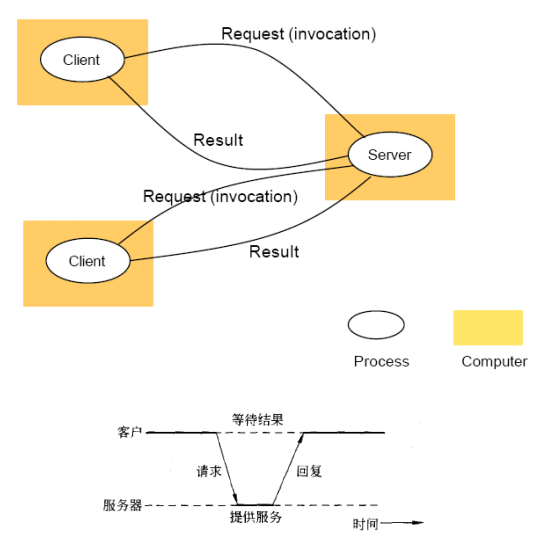 Request (invocation)
Client
Result
Server
Request (invocation)
Client
Result
Process
Computer
等待结果
客户
请求
回复
服务器
提供服务
时间